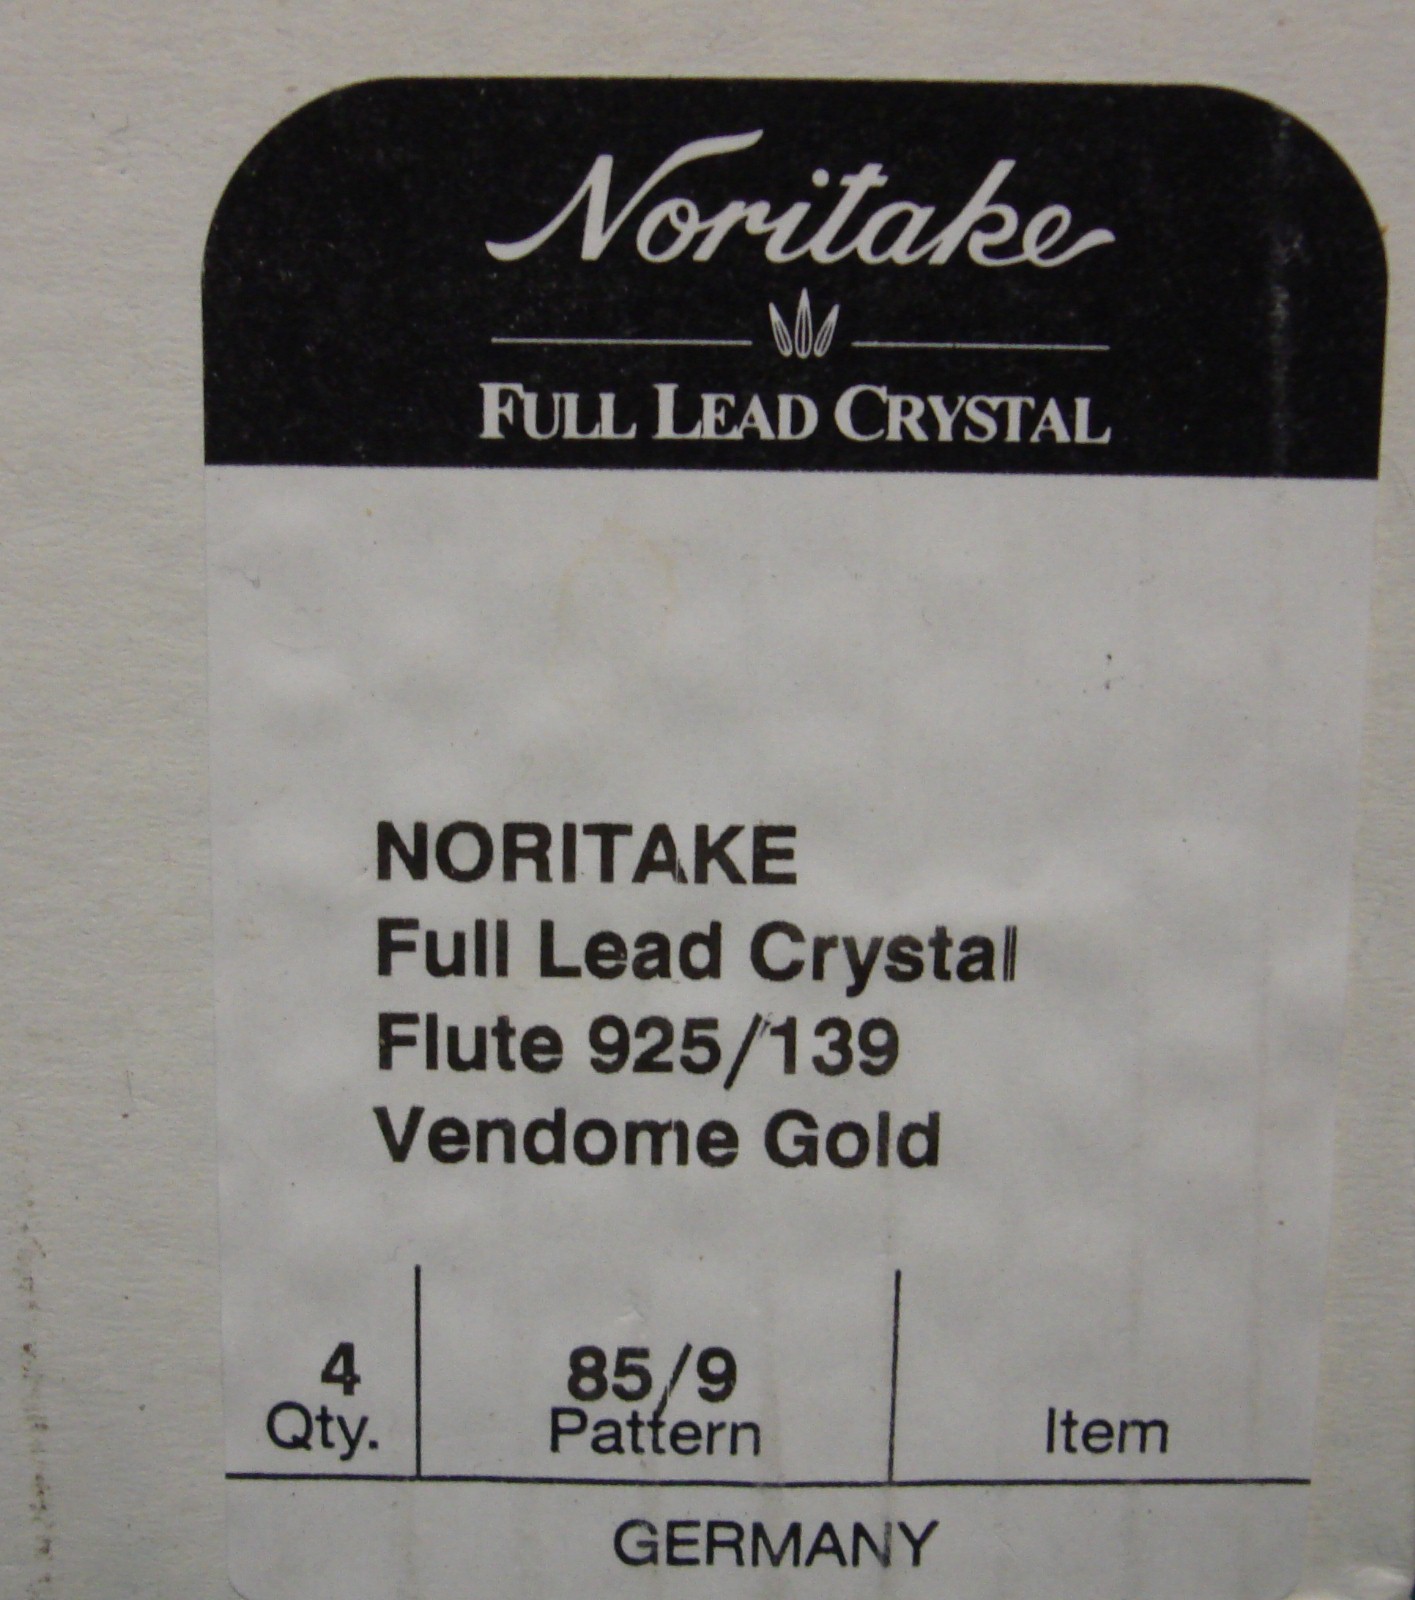 Noritake
FULL LEAD CRYSTAL
NORITAKE
Full Lead Crystal
Flute 925/139
Vendome Gold
4 85/9
Qty. Pattern Item
GERMANY